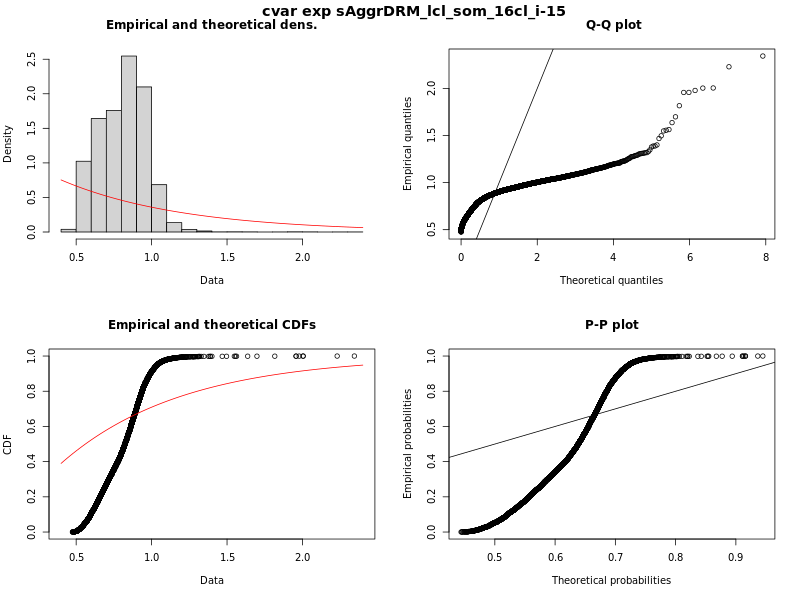 cvar exp sAggrDRM_lcl_som_16cl_i-15
Empirical and theoretical dens.
Density
0.0 0.5 1.0 1.5 2.0 2.5
0.5 1.0 1.5 2.0
Data
Q-Q plot
Empirical quantiles
0.5 1.0 1.5 2.0
0 2 4 6 8
Theoretical quantiles
Empirical and theoretical CDFs
CDF
0.0 0.2 0.4 0.6 0.8 1.0
0.5 1.0 1.5 2.0
Data
P-P plot
Empirical probabilities
0.0 0.2 0.4 0.6 0.8 1.0
0.5 0.6 0.7 0.8 0.9
Theoretical probabilities